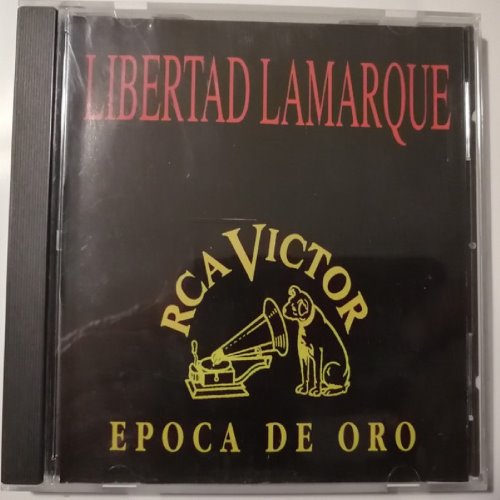 LIBERTAD LAMARQUE
RCA VICTOR
EPOCA DE ORO